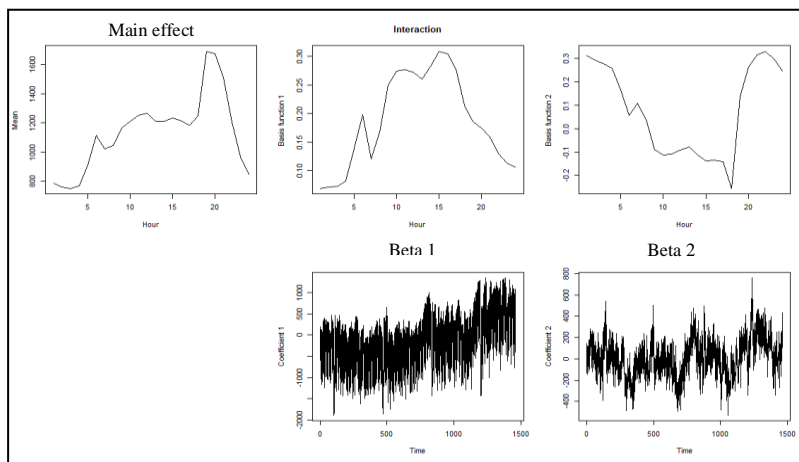 Main effect
Interaction
Mean
800 1000 1200 1400 1600
5 10 15 20
Hour
Basis function 1
0.10 0.15 0.20 0.25 0.30
5 10 15 20
Hour
Basis function 2
-0.2 -0.1 0.0 0.1 0.2 0.3
5 10 15 20
Hour
Beta 1
Beta 2
Coefficient 1
-2000 -1000 0 500 1000
0 500 1000 1500
Time
Coefficient 2
-400 -200 0 200 400 600 800
0 500 1000 1500
Time